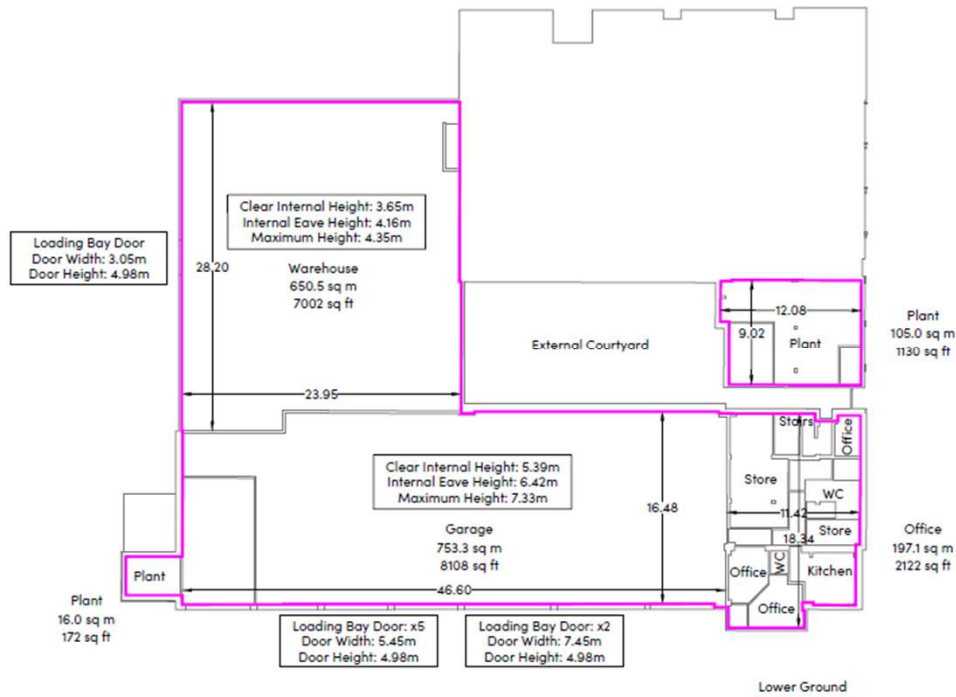 Clear Internal Height: 3.65m
Internal Eave Height: 4.16m
Maximum Height: 4.35m
Loading Bay Door
Door Width: 3.05m
Door Height: 4.98m
28.20
Warehouse
650.5 sq m
7002 sq ft
23.95
External Courtyard
12.08
9.02
Plant
Plant
105.0 sq m
1130 sq ft
Stairs
Office
Store
WC
11.42
Store
18.34
Office
WC
Kitchen
Office
Office
197.1 sq m
2122 sq ft
Clear Internal Height: 5.39m
Internal Eave Height: 6.42m
Maximum Height: 7.33m
16.48
Garage
753.3 sq m
8108 sq ft
46.60
Plant
Plant
16.0 sq m
172 sq ft
Loading Bay Door: x5
Door Width: 5.45m
Door Height: 4.98m
Loading Bay Door: x2
Door Width: 7.45m
Door Height: 4.98m
Lower Ground